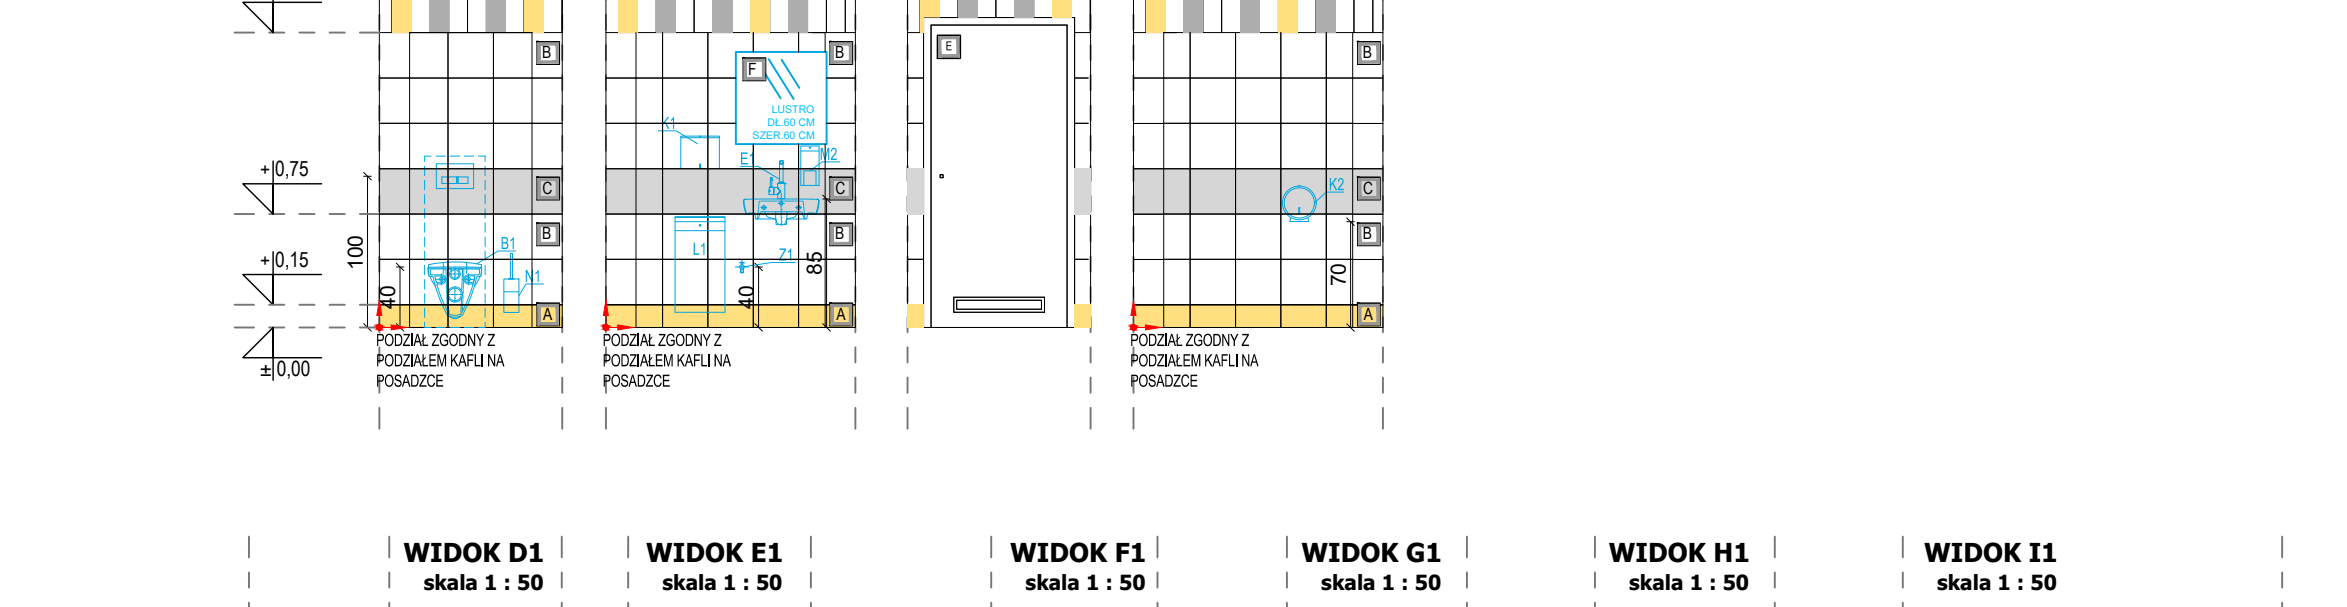 B
B
E
B
F
LUSTRO
DŁ.60 CM
SZER.60 CM
K1
E1
M2
+0,75
C
C
K2
C
B
B
B
100
B1
L1
Z1
85
+0,15
N1
70
40
40
A
A
A
PODZIAŁ ZGODNY Z
PODZIAŁEM KAFLI NA
POSADZCE
PODZIAŁ ZGODNY Z
PODZIAŁEM KAFLI NA
POSADZCE
PODZIAŁ ZGODNY Z
PODZIAŁEM KAFLI NA
POSADZCE
±0,00
WIDOK D1
skala 1 : 50
WIDOK E1
skala 1 : 50
WIDOK F1
skala 1 : 50
WIDOK G1
skala 1 : 50
WIDOK H1
skala 1 : 50
WIDOK I1
skala 1 : 50